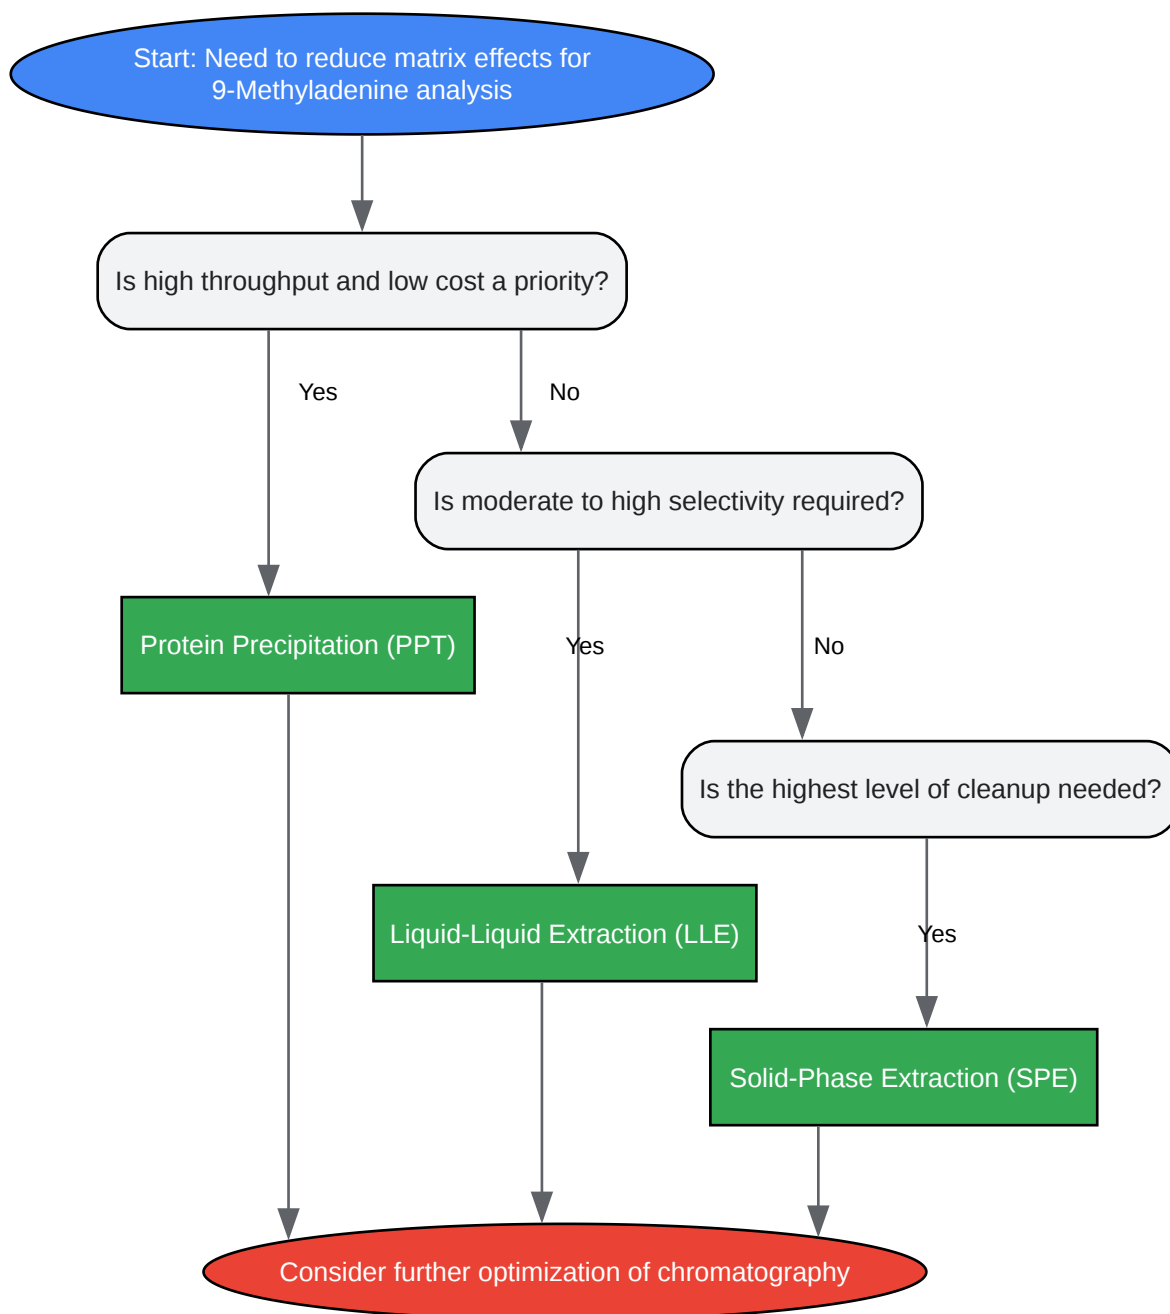 Start: Need to reduce matrix effects for
9-Methyladenine analysis
Is high throughput and low cost a priority?
Yes
No
Is moderate to high selectivity required?
Protein Precipitation (PPT)
Yes
No
Is the highest level of cleanup needed?
Liquid-Liquid Extraction (LLE)
Yes
Solid-Phase Extraction (SPE)
Consider further optimization of chromatography